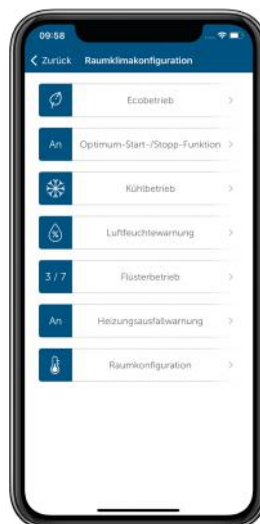 09:58
Zurück Raumklimakonfiguration
Ecobetrieb
An Optimum-Start-/Stopp-Funktion
Kühlbetrieb
% Luftfeuchtewarnung
3 / 7 Flüsterbetrieb
An Heizungsausfallwarnung
Raumkonfiguration